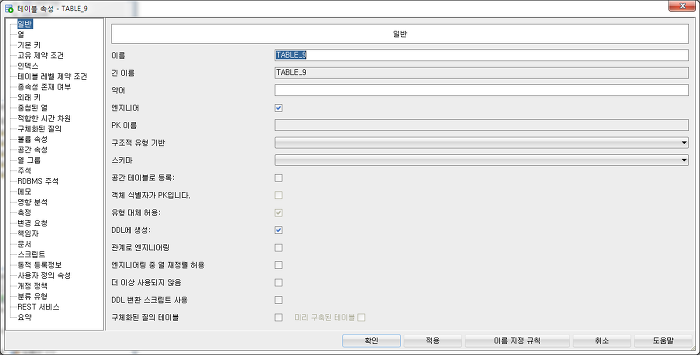 테이블 속성 - TABLE_9
일반
열
기본 키
고유 제약 조건
인덱스
테이블 레벨 제약 조건
종속성 존재 여부
외래 키
중첩된 열
적합한 시간 차원
구체화된 질의
볼륨 속성
공간 속성
열 그룹
주석
RDBMS 주석
메모
영향 분석
측정
변경 요청
책임자
문서
스크립트
동적 등록정보
사용자 정의 속성
개정 정책
분류 유형
REST 서비스
요약
일반
이름 TABLE_9
긴 이름 TABLE_9
약어
엔지니어
PK 이름
구조적 유형 기반
스키마
공간 테이블로 등록:
객체 식별자가 PK입니다.
유형 대체 허용:
DDL에 생성:
관계로 엔지니어링
엔지니어링 중 열 재정렬 허용
더 이상 사용되지 않음
DDL 변환 스크립트 사용
구체화된 질의 테이블 미리 구축된 테이블
확인 적용 이름 지정 규칙 취소 도움말